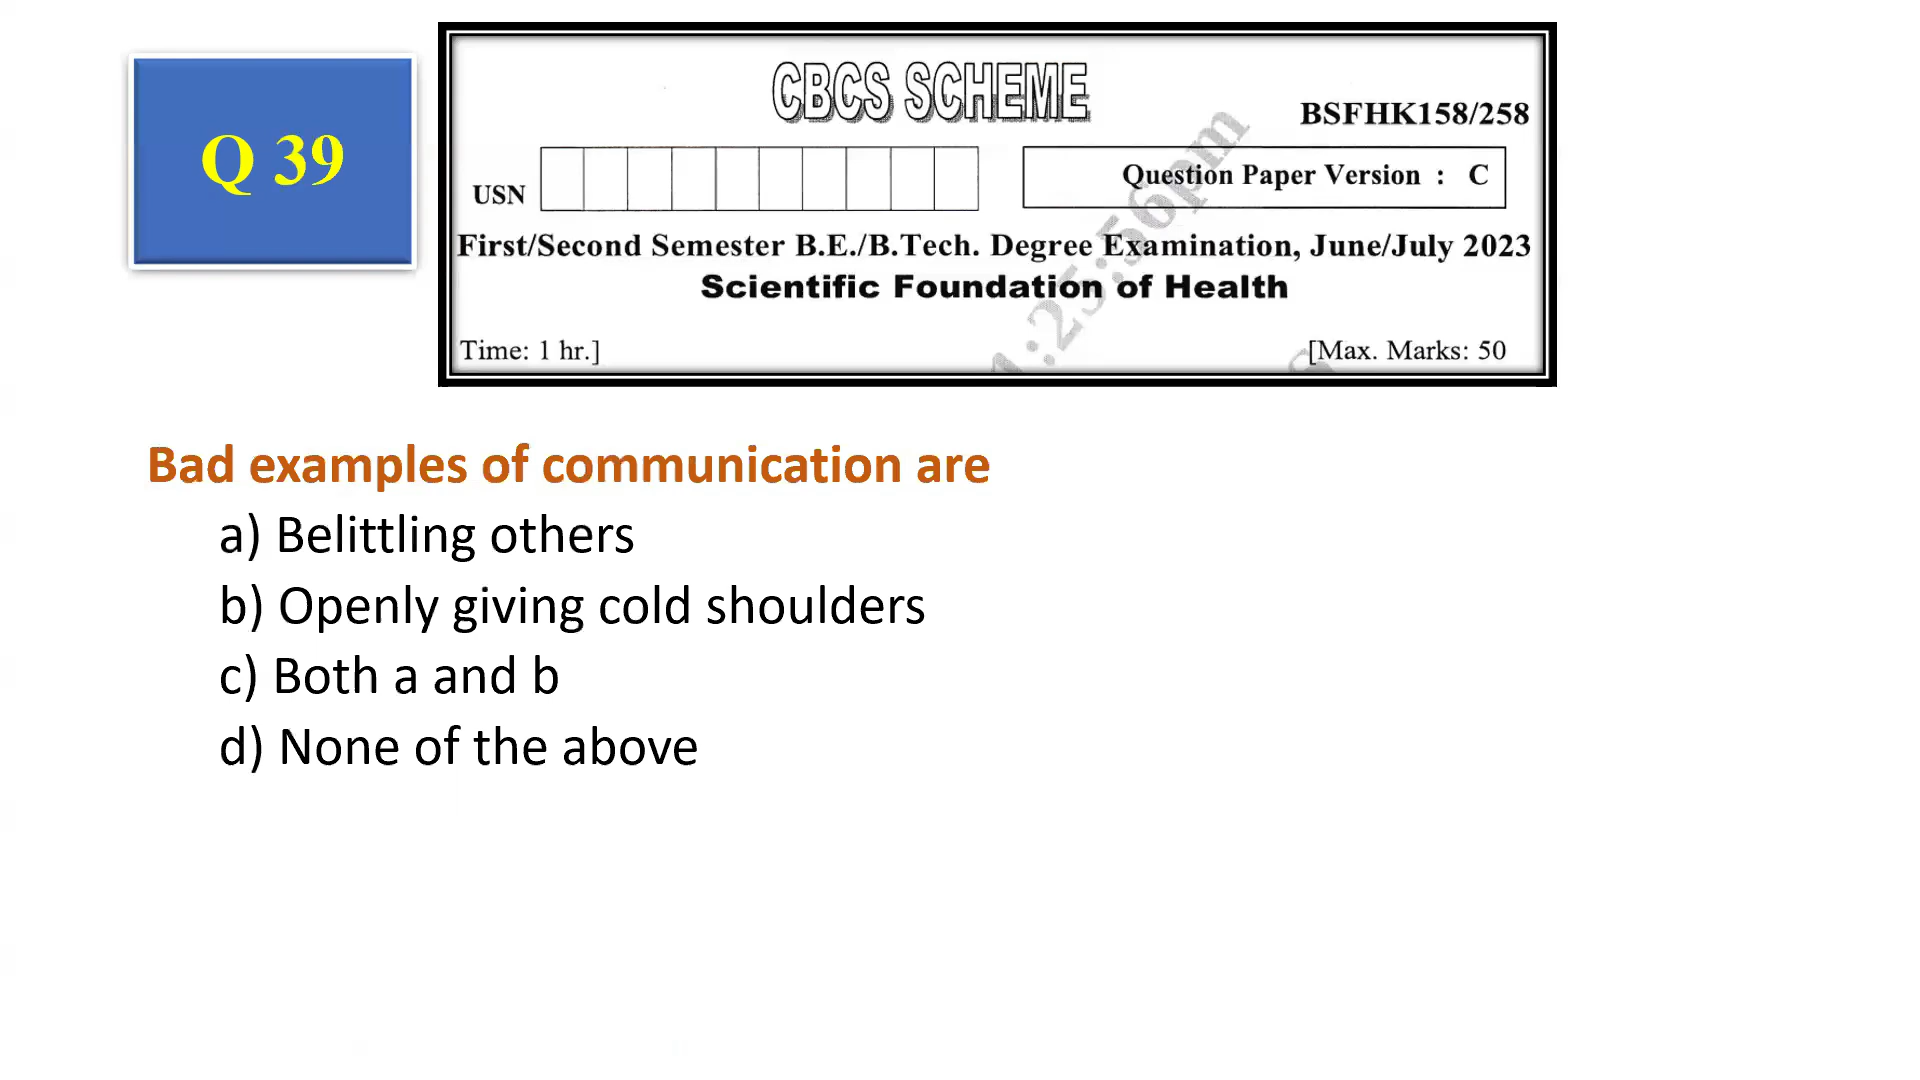 Q 39
CBCS SCHEME
BSFHK158/258
USN
Question Paper Version : C
First/Second Semester B.E./B.Tech. Degree Examination, June/July 2023
Scientific Foundation of Health
Time: 1 hr.]
[Max. Marks: 50
Bad examples of communication are
a) Belittling others
b) Openly giving cold shoulders
c) Both a and b
d) None of the above